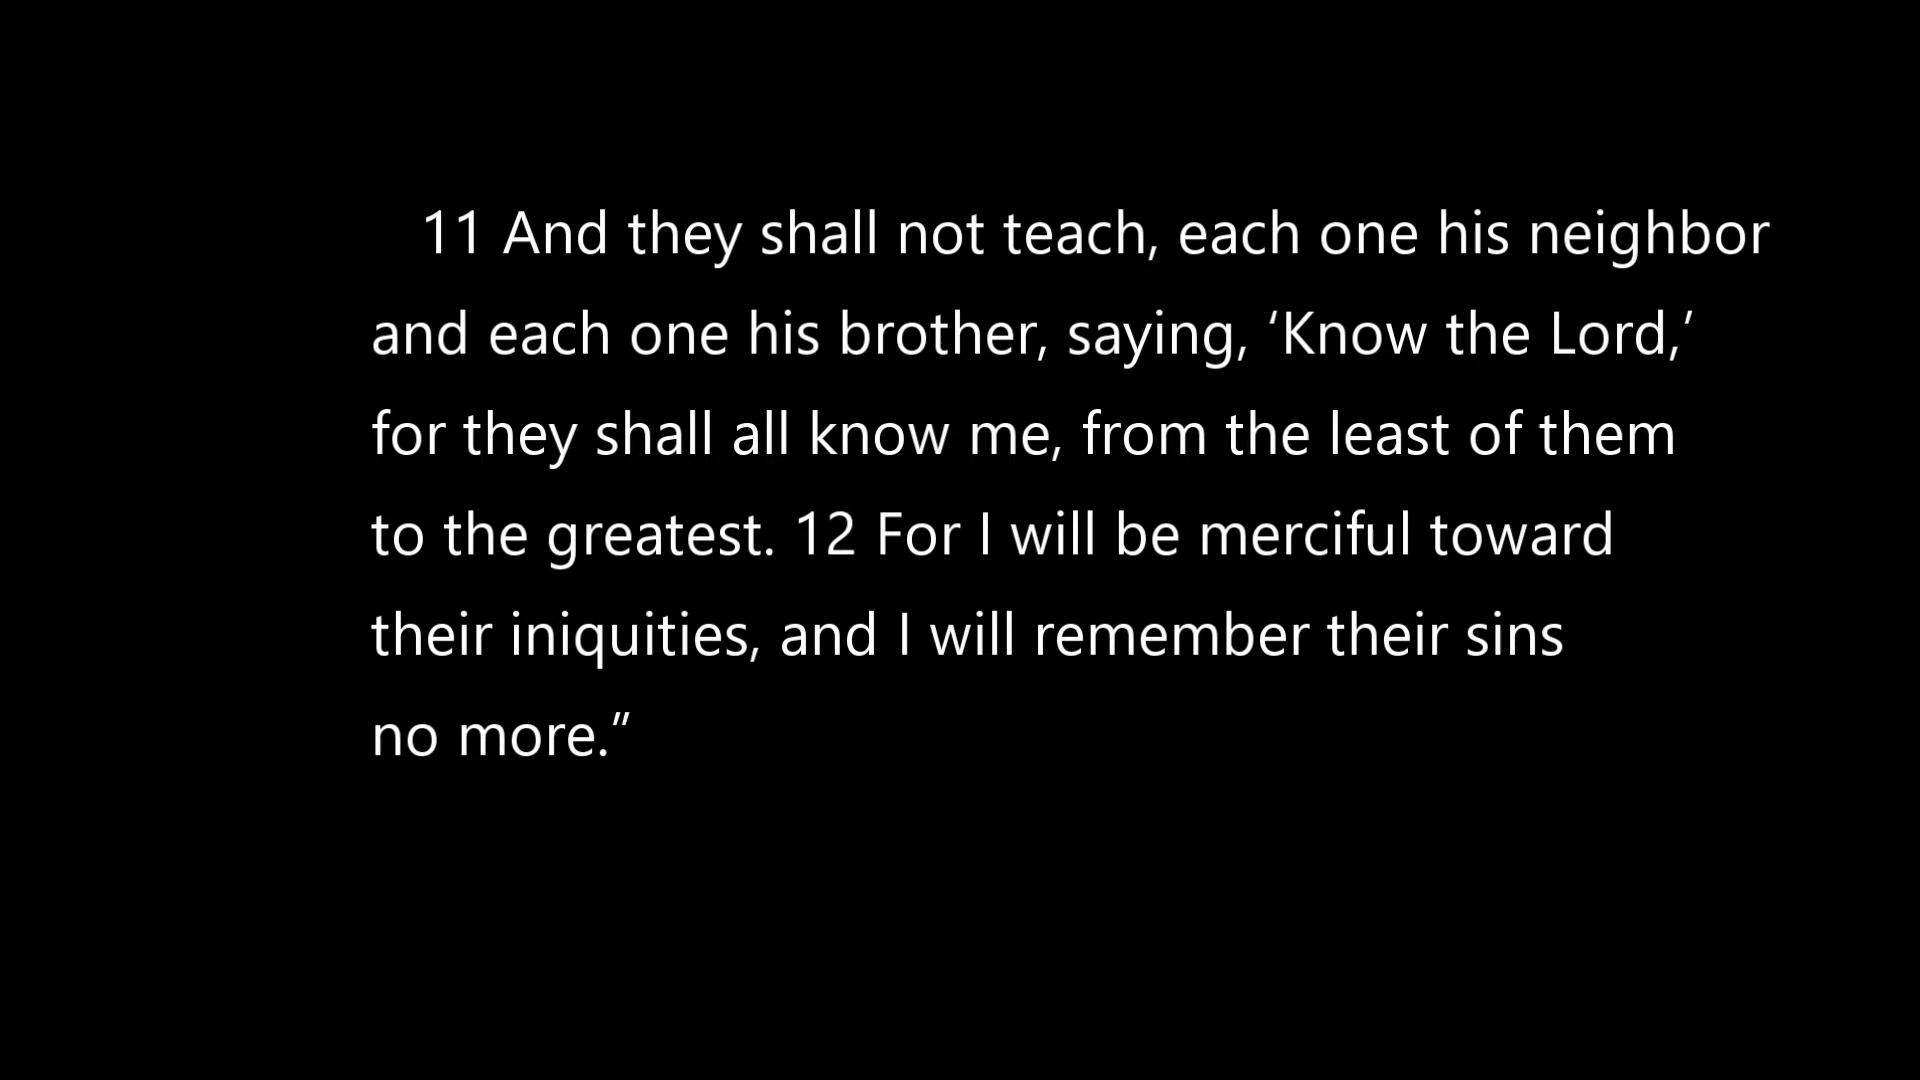 11 And they shall not teach, each one his neighbor
and each one his brother, saying, ‘Know the Lord,’
for they shall all know me, from the least of them
to the greatest. 12 For I will be merciful toward
their iniquities, and I will remember their sins
no more.”